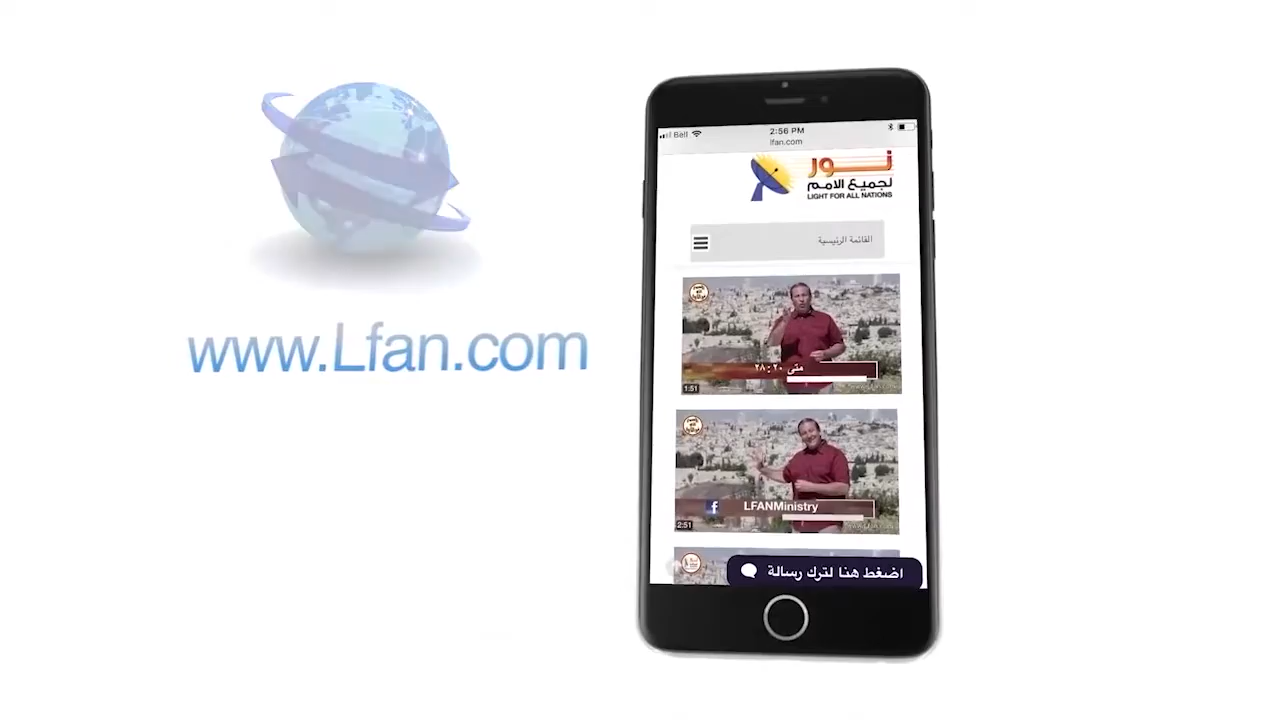 www.Lfan.com
Bell
2:56 PM
lfan.com
نور
لجميع الامم
LIGHT FOR ALL NATIONS
القائمة الرئيسية
متى ٢٠ : ٢٨
1:51
LFANMinistry
2:51
اضغط هنا لترك رسالة